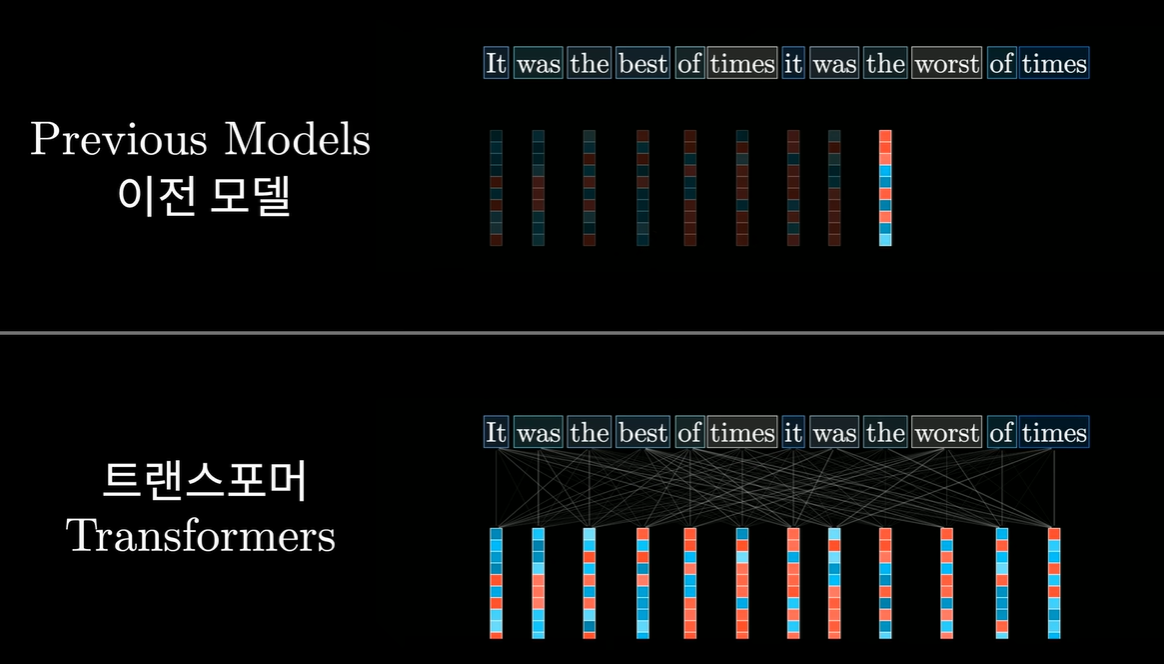 It was the best of times it was the worst of times
Previous Models
이전 모델
It was the best of times it was the worst of times
트랜스포머
Transformers